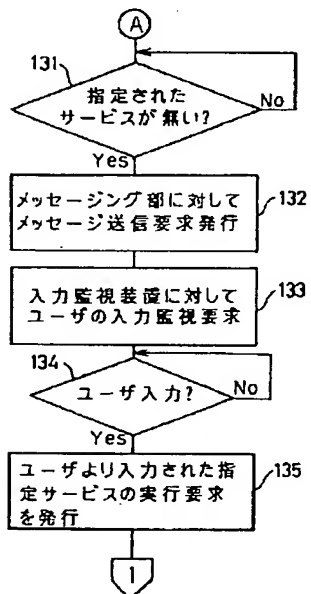 A
131
指定された
サービスが無い?
No
Yes
メッセージング部に対して
メッセージ送信要求発行
132
入力監視装置に対して
ユーザの入力監視要求
133
134
ユーザ入力?
No
Yes
ユーザより入力された指
定サービスの実行要求
を発行
135
1